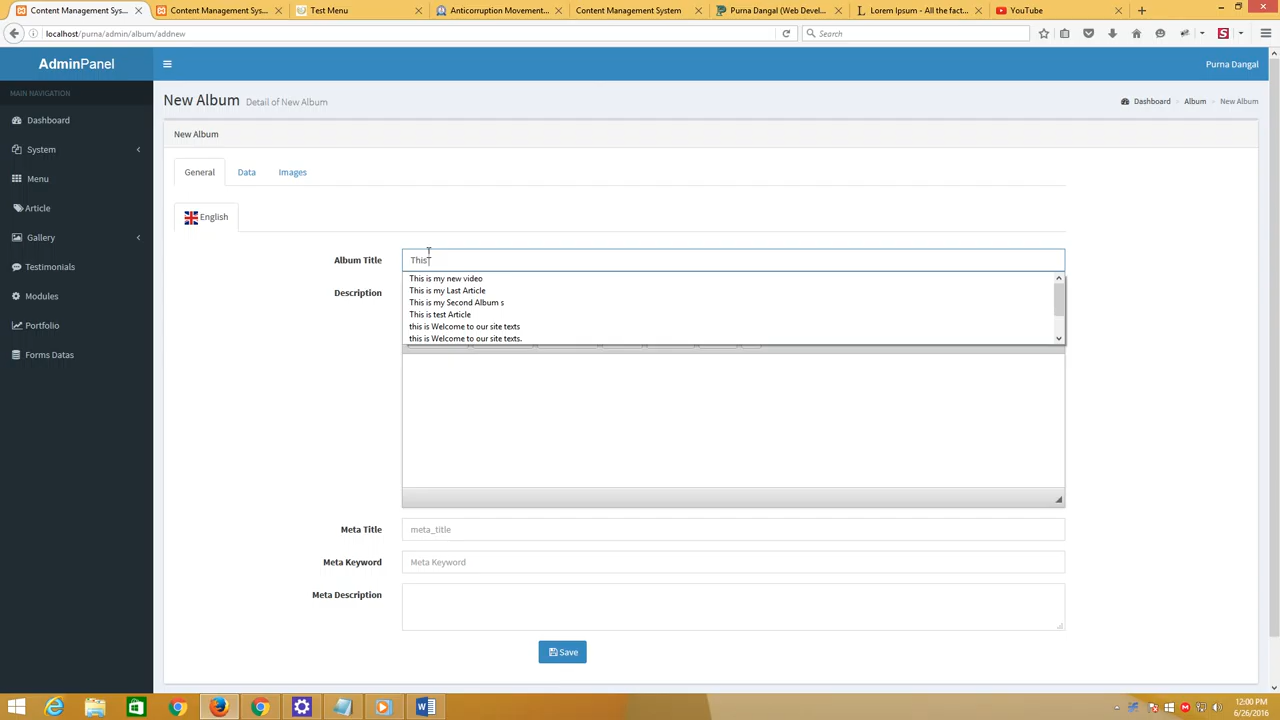 Content Management Sys...
Content Management Sys...
Test Menu
Anticorruption Movement...
Content Management System
Purna Dangal (Web Devel...
Lorem Ipsum - All the fact...
YouTube
localhost/purna/admin/album/addnew
Search
AdminPanel
Purna Dangal
MAIN NAVIGATION
Dashboard
System
Menu
Article
Gallery
Testimonials
Modules
Portfolio
Forms Datas
New Album Detail of New Album
Dashboard > Album > New Album
New Album
General
Data
Images
English
Album Title
This
This is my new video
This is my Last Article
This is my Second Album s
This is test Article
this is Welcome to our site texts
this is Welcome to our site texts.
Description
Meta Title
meta_title
Meta Keyword
Meta Keyword
Meta Description
Save
12:00 PM
6/26/2016